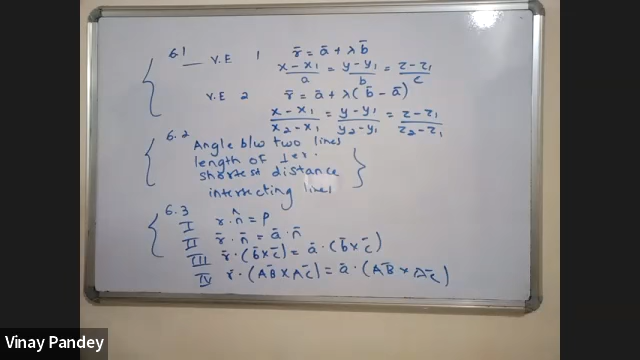 6.1 V.E 1 r̄ = ā + λ b̄
x-x₁/a = y-y₁/b = z-z₁/c
V.E 2 r̄ = ā + λ(b̄ - ā)
x-x₁/x₂-x₁ = y-y₁/y₂-y₁ = z-z₁/z₂-z₁
6.2 Angle b/w two lines
length of ⊥er.
shortest distance
intersecting lines
6.3
I r·n̂ = p
II r̄·n̄ = ā·n̄
III r̄·(b̄×c̄) = ā·(b̄×c̄)
IV r̄·(AB̄ × AC̄) = ā·(AB̄ × AC̄)
Vinay Pandey